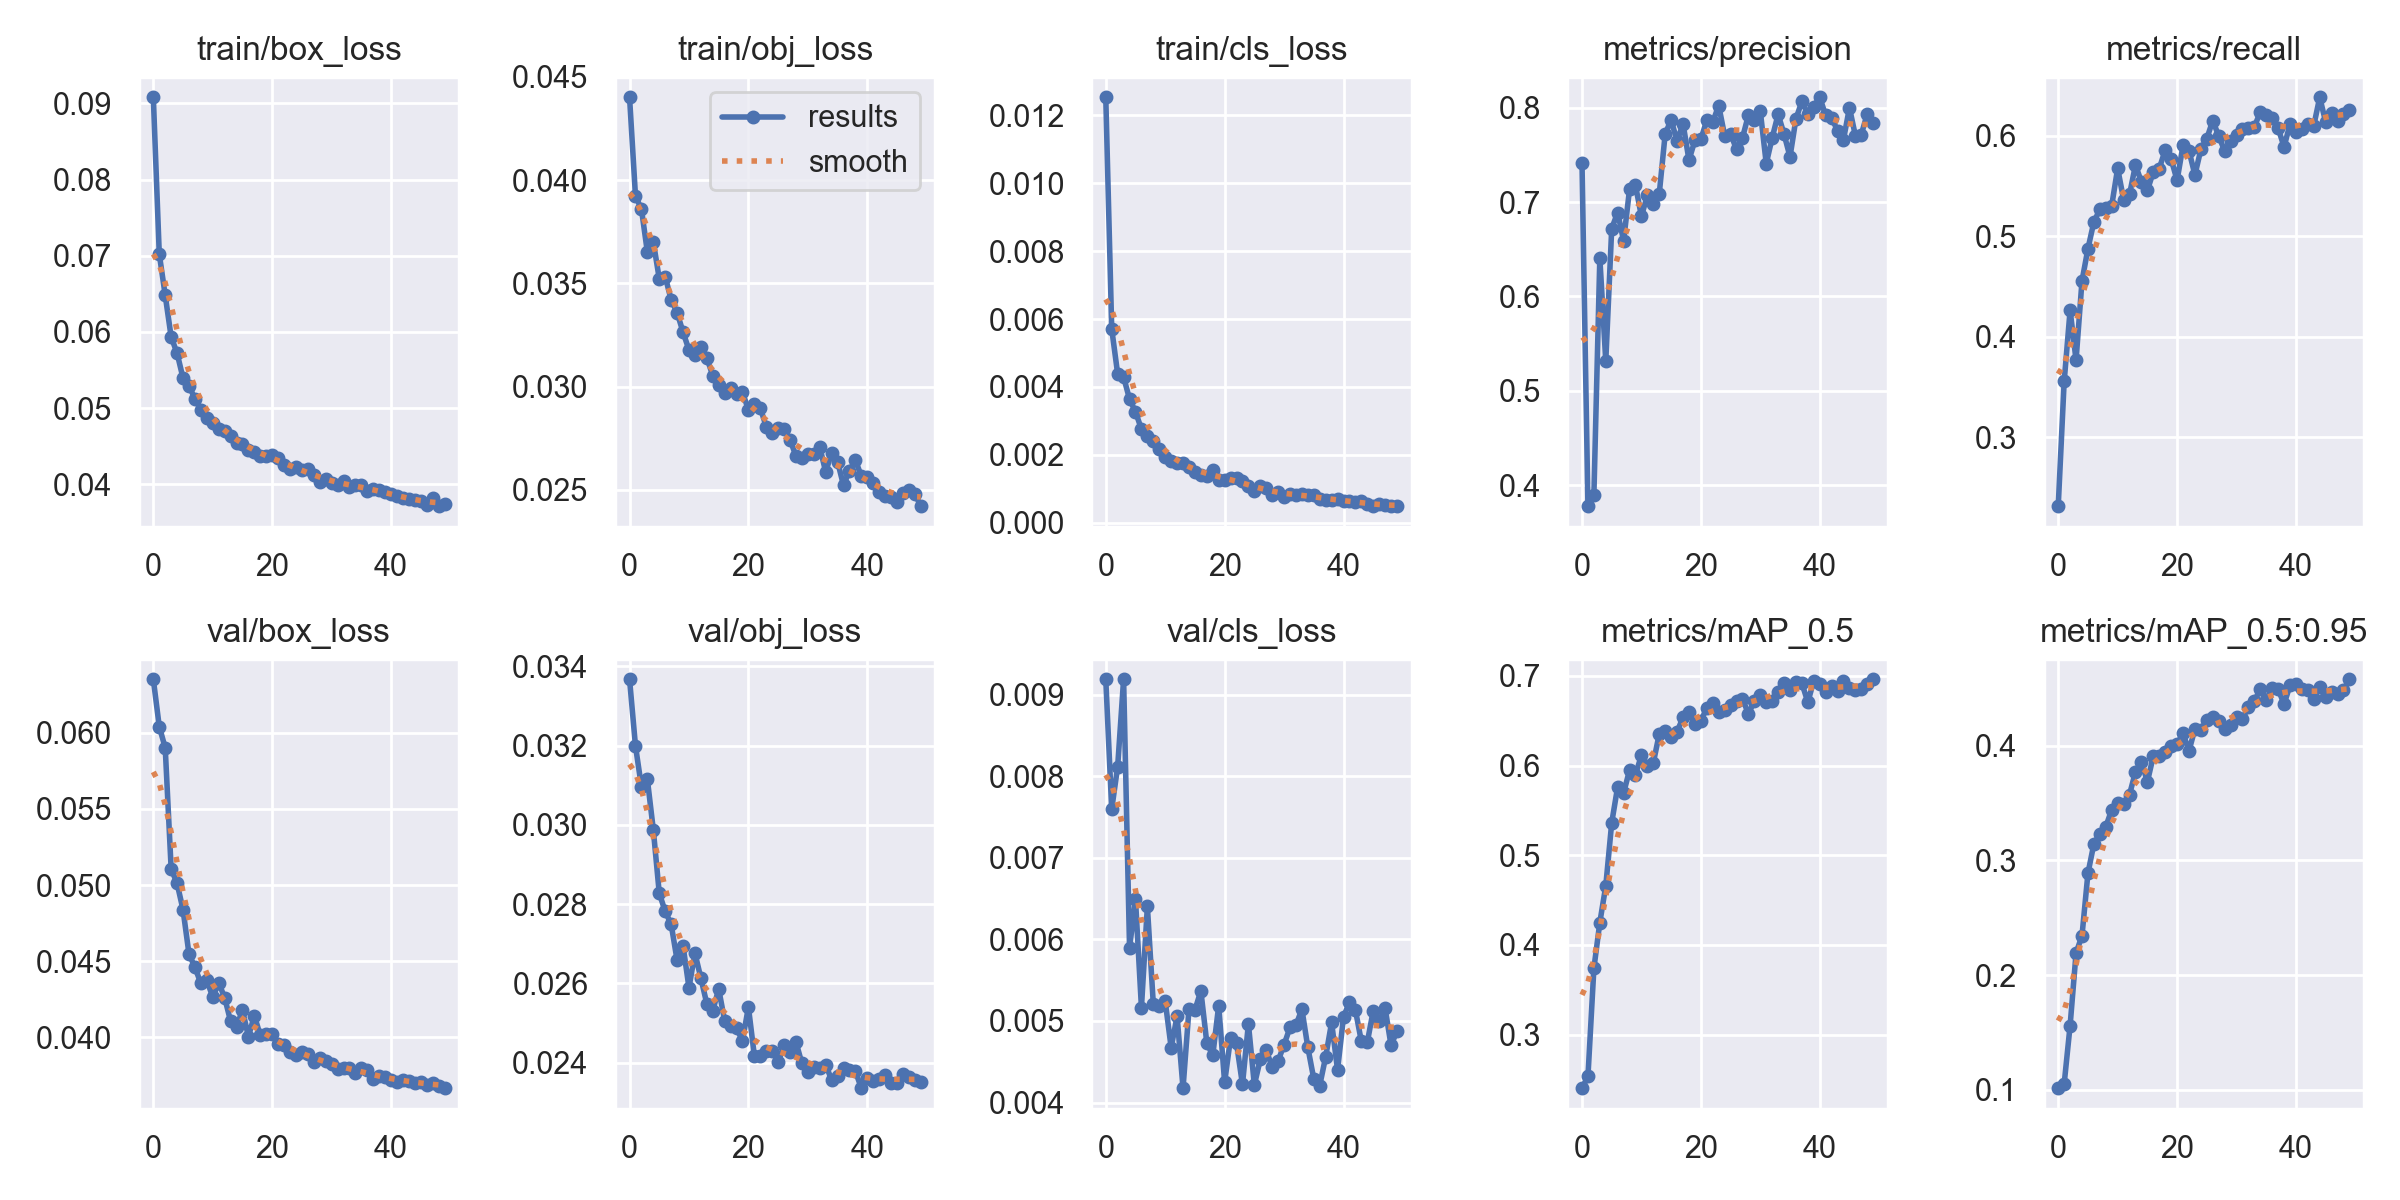 train/box_loss
0.09
0.08
0.07
0.06
0.05
0.04
0 20 40
train/obj_loss
0.045
0.040
0.035
0.030
0.025
0 20 40
results
smooth
train/cls_loss
0.012
0.010
0.008
0.006
0.004
0.002
0.000
0 20 40
metrics/precision
0.8
0.7
0.6
0.5
0.4
0 20 40
metrics/recall
0.6
0.5
0.4
0.3
0 20 40
val/box_loss
0.060
0.055
0.050
0.045
0.040
0 20 40
val/obj_loss
0.034
0.032
0.030
0.028
0.026
0.024
0 20 40
val/cls_loss
0.009
0.008
0.007
0.006
0.005
0.004
0 20 40
metrics/mAP_0.5
0.7
0.6
0.5
0.4
0.3
0 20 40
metrics/mAP_0.5:0.95
0.4
0.3
0.2
0.1
0 20 40